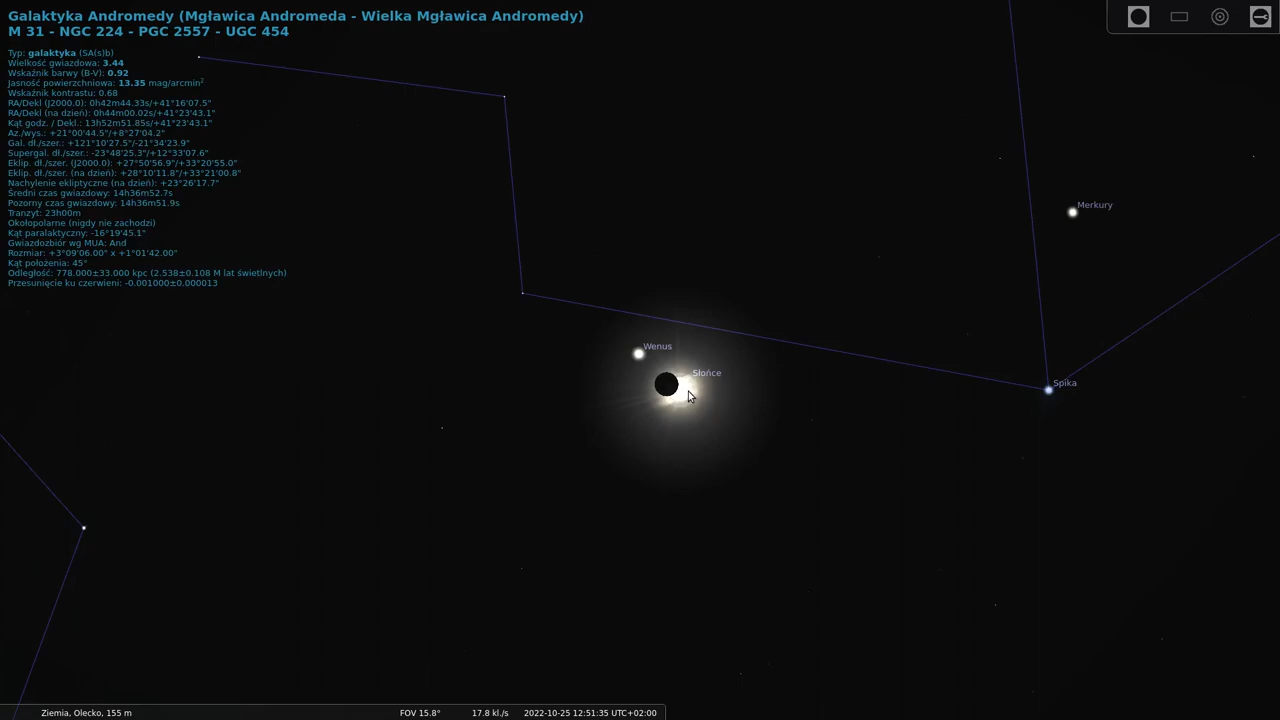 Galaktyka Andromedy (Mgławica Andromeda - Wielka Mgławica Andromedy)
M 31 - NGC 224 - PGC 2557 - UGC 454
Typ: galaktyka (SA(s)b)
Wielkość gwiazdowa: 3.44
Wskaźnik barwy (B-V): 0.92
Jasność powierzchniowa: 13.35 mag/arcmin²
Wskaźnik kontrastu: 0.68
RA/Dekl (J2000.0): 0h42m44.33s/+41°16'07.5"
RA/Dekl (na dzień): 0h44m00.02s/+41°23'43.1"
Kąt godz. / Dekl.: 13h52m51.85s/+41°23'43.1"
Az./wys.: +21°00'44.5"/+8°27'04.2"
Gal. dł./szer.: +121°10'27.5"/-21°34'23.9"
Supergal. dł./szer.: -23°48'25.3"/+12°33'07.6"
Eklip. dł./szer. (J2000.0): +27°50'56.9"/+33°20'55.0"
Eklip. dł./szer. (na dzień): +28°10'11.8"/+33°21'00.8"
Nachylenie ekliptyczne (na dzień): +23°26'17.7"
Średni czas gwiazdowy: 14h36m52.7s
Pozorny czas gwiazdowy: 14h36m51.9s
Tranzyt: 23h00m
Okołopolarne (nigdy nie zachodzi)
Kąt paralaktyczny: -16°19'45.1"
Gwiazdozbiór wg MUA: And
Rozmiar: +3°09'06.00" x +1°01'42.00"
Kąt położenia: 45°
Odległość: 778.000±33.000 kpc (2.538±0.108 M lat świetlnych)
Przesunięcie ku czerwieni: -0.001000±0.000013
Merkury
Wenus
Słońce
Spika
Ziemia, Olecko, 155 m FOV 15.8° 17.8 kl./s 2022-10-25 12:51:35 UTC+02:00